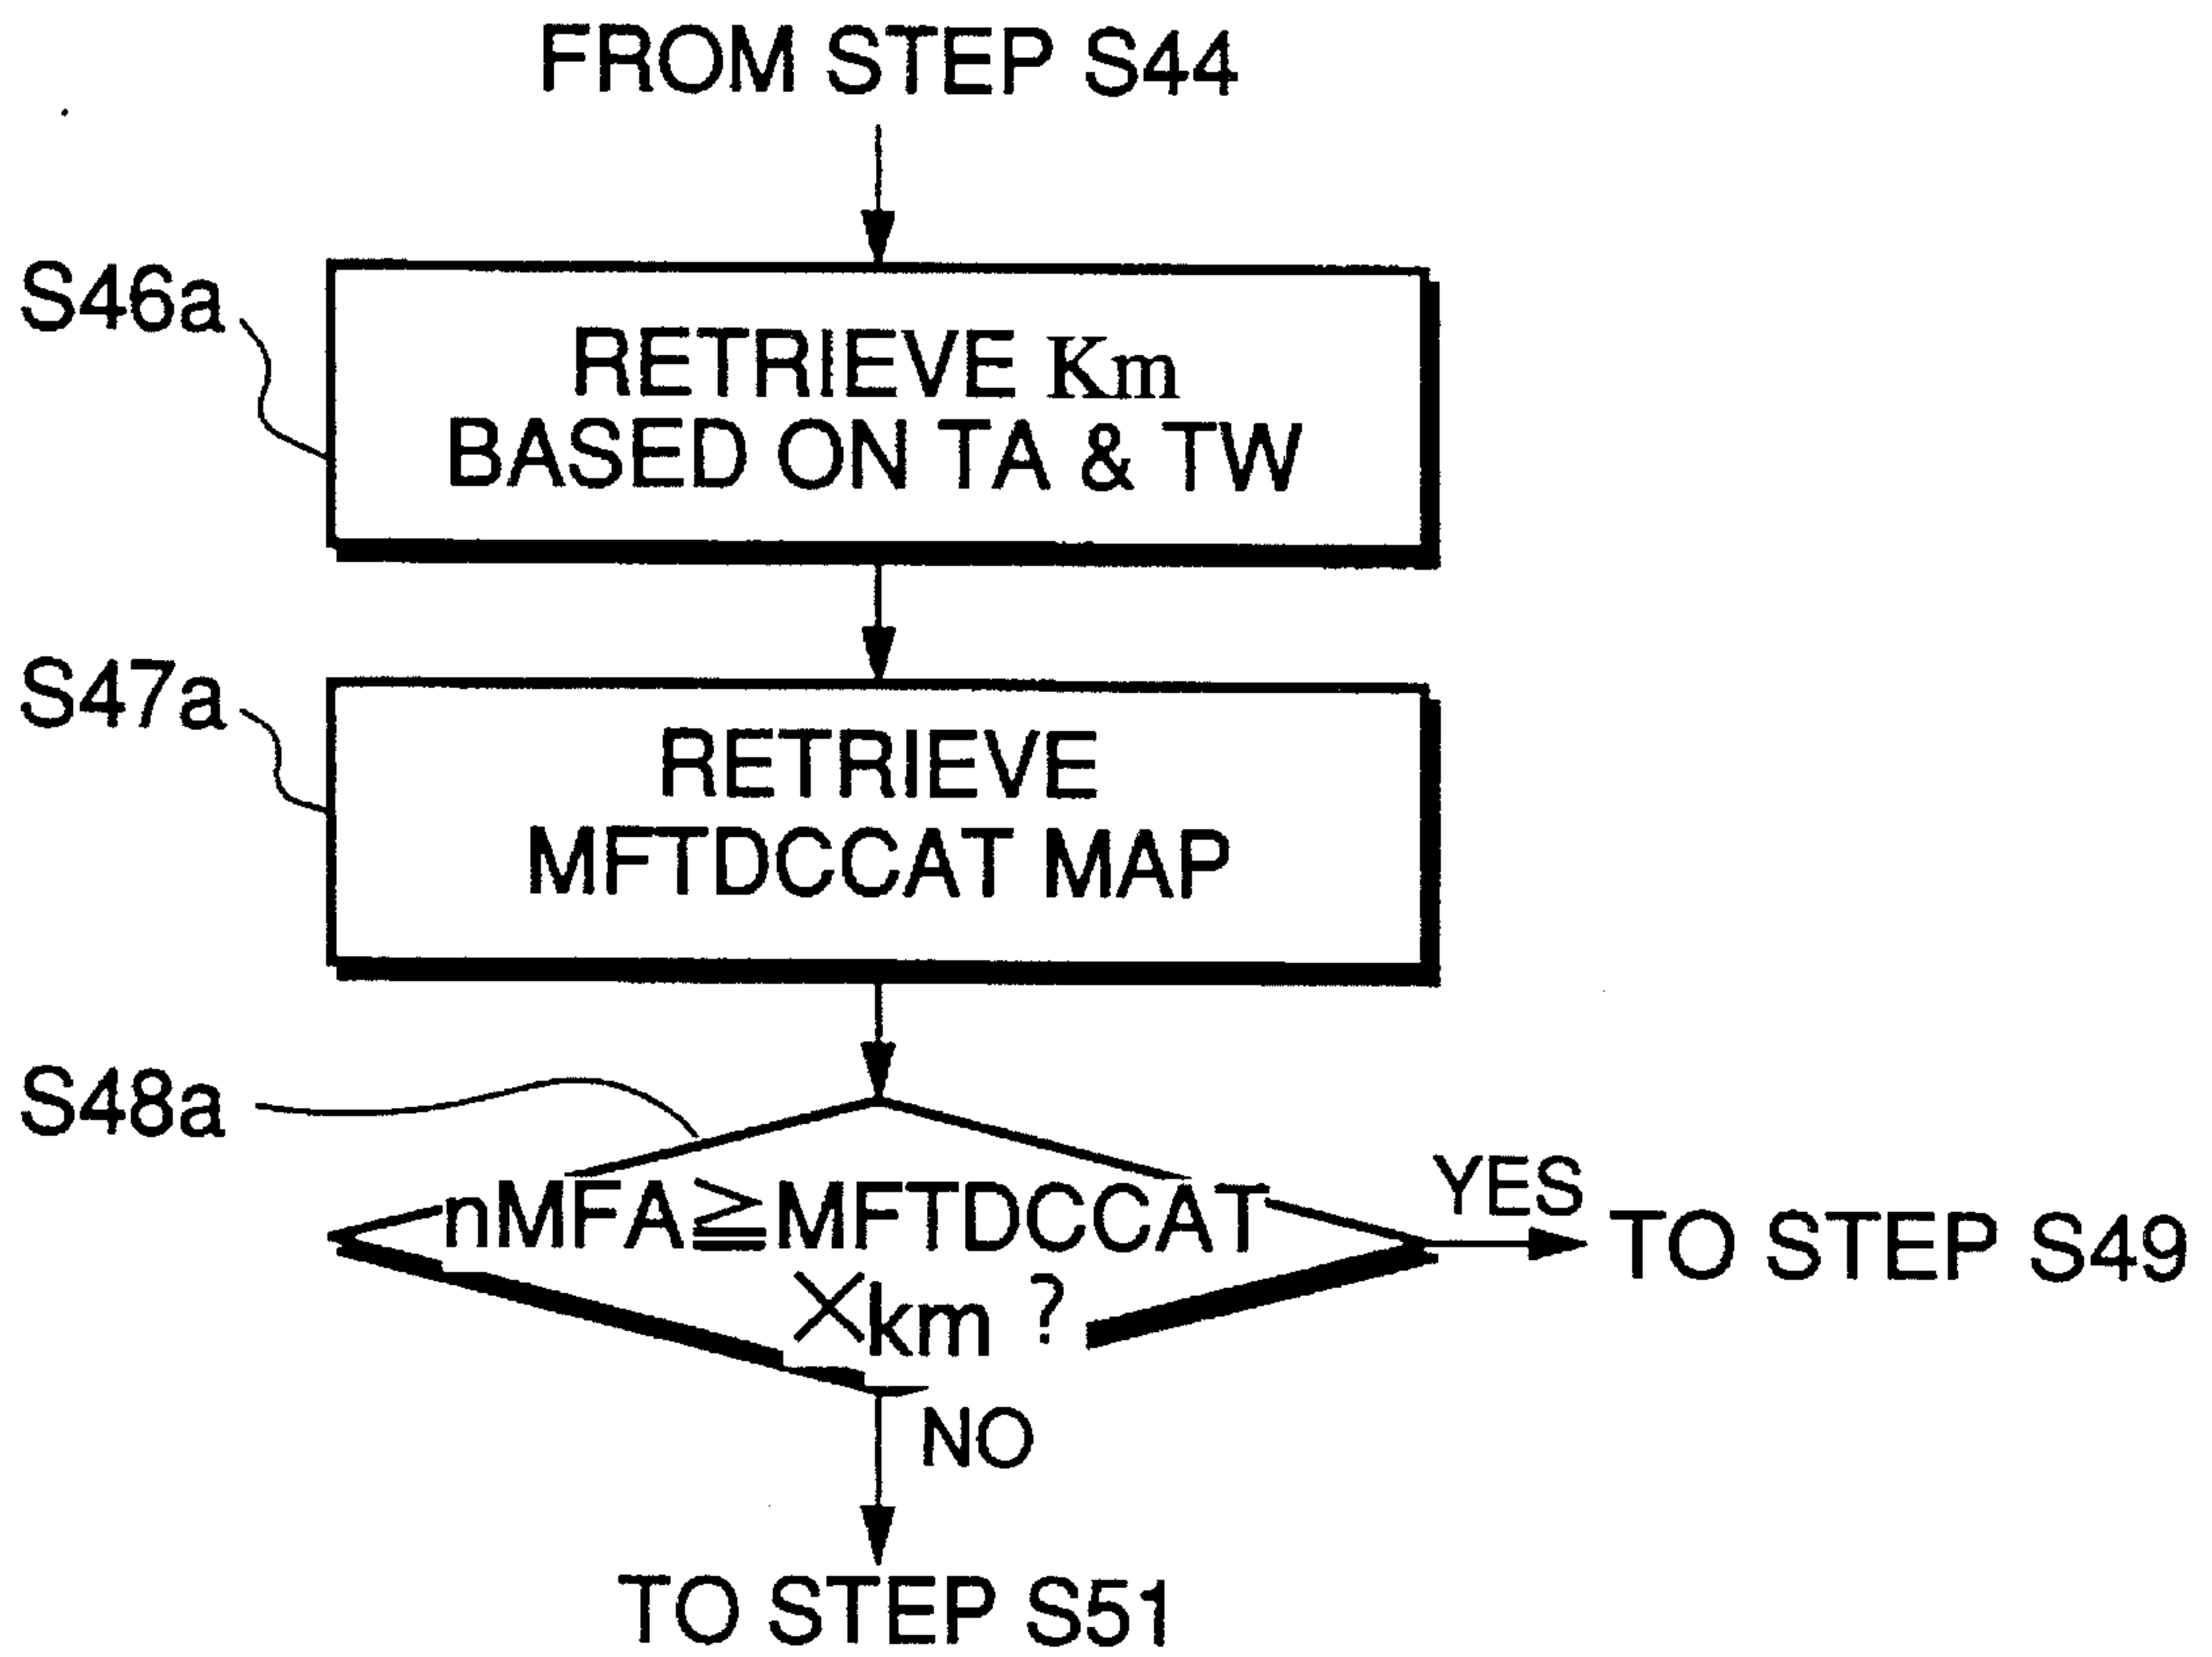 FROM STEP S44
S46a
RETRIEVE Km
BASED ON TA & TW
S47a
RETRIEVE
MFTDCCAT MAP
S48a
nMFA≧MFTDCCAT
×km ?
YES
TO STEP S49
NO
TO STEP S51